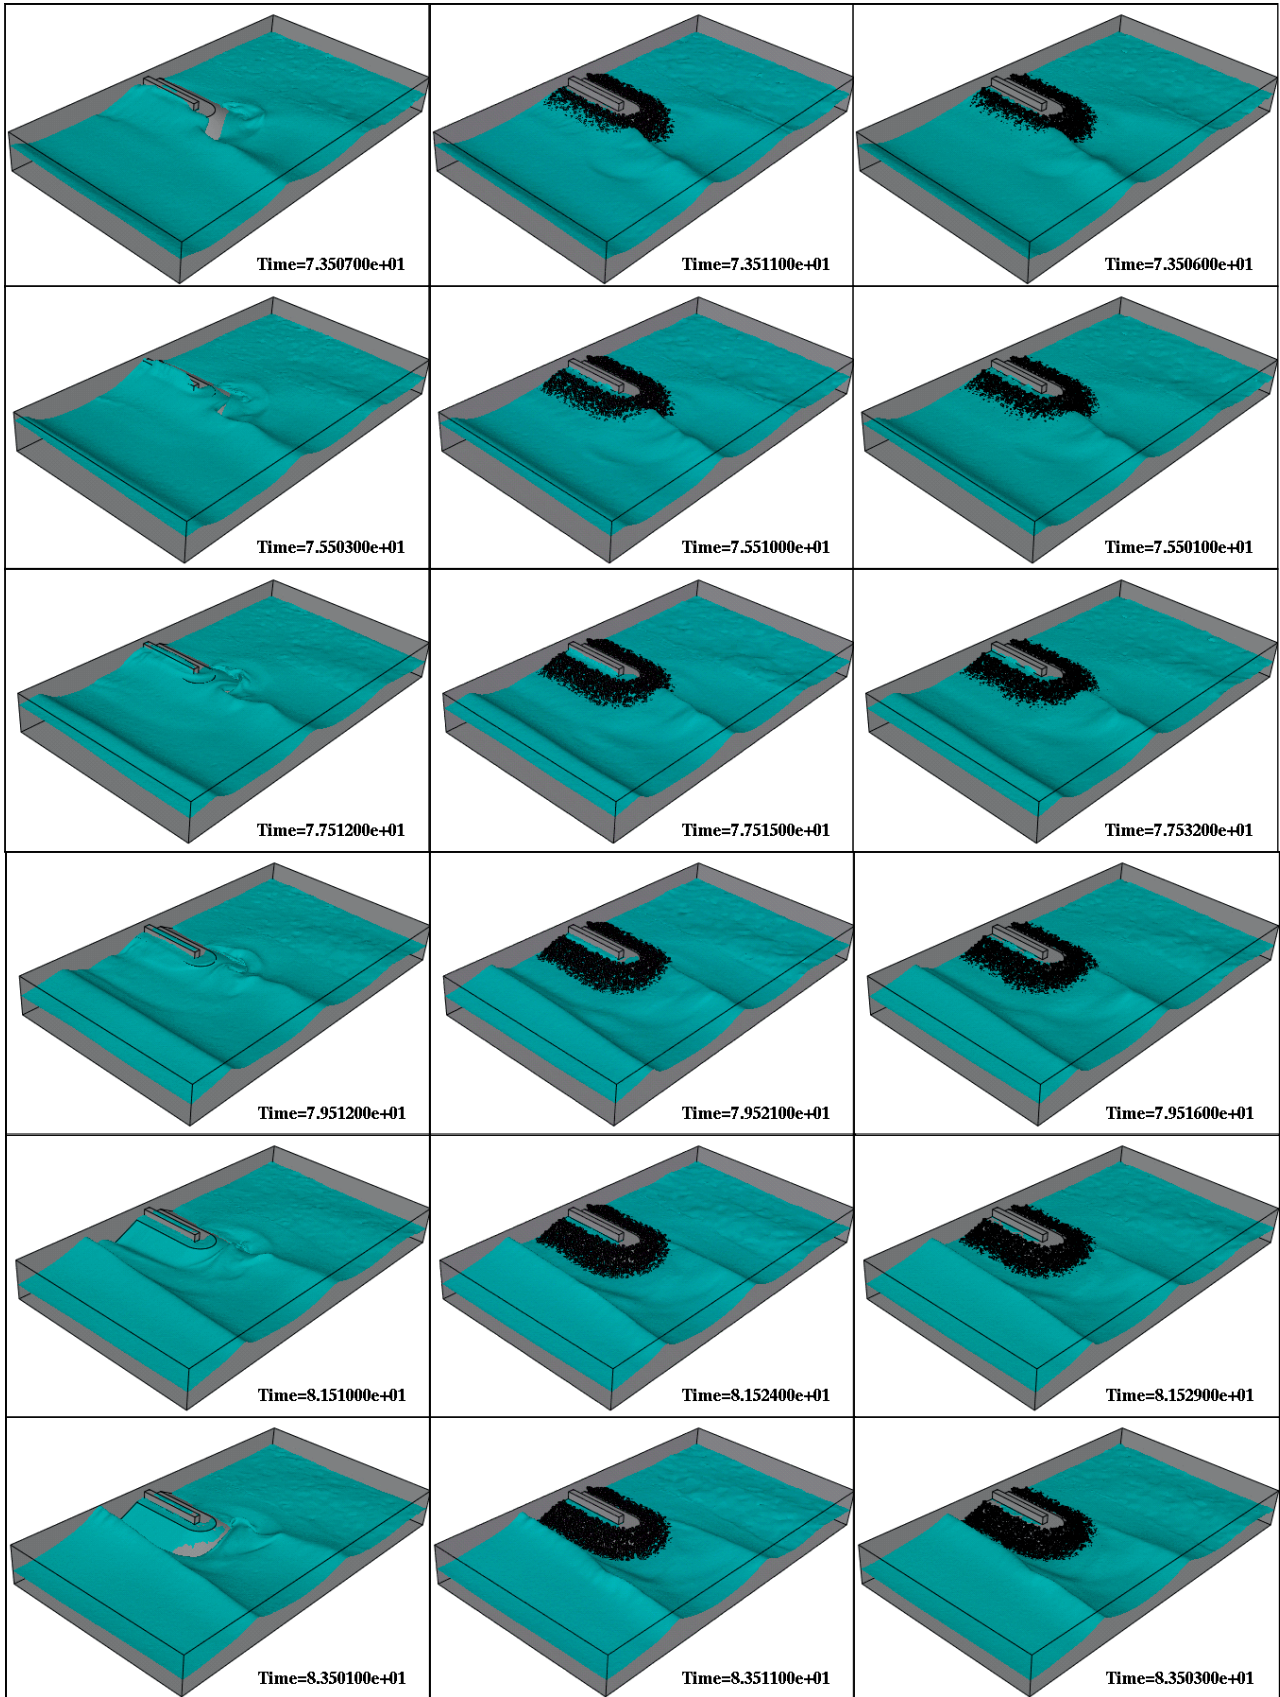 Time=7.350700e+01
Time=7.351100e+01
Time=7.350600e+01
Time=7.550300e+01
Time=7.551000e+01
Time=7.550100e+01
Time=7.751200e+01
Time=7.751500e+01
Time=7.753200e+01
Time=7.951200e+01
Time=7.952100e+01
Time=7.951600e+01
Time=8.151000e+01
Time=8.152400e+01
Time=8.152900e+01
Time=8.350100e+01
Time=8.351100e+01
Time=8.350300e+01